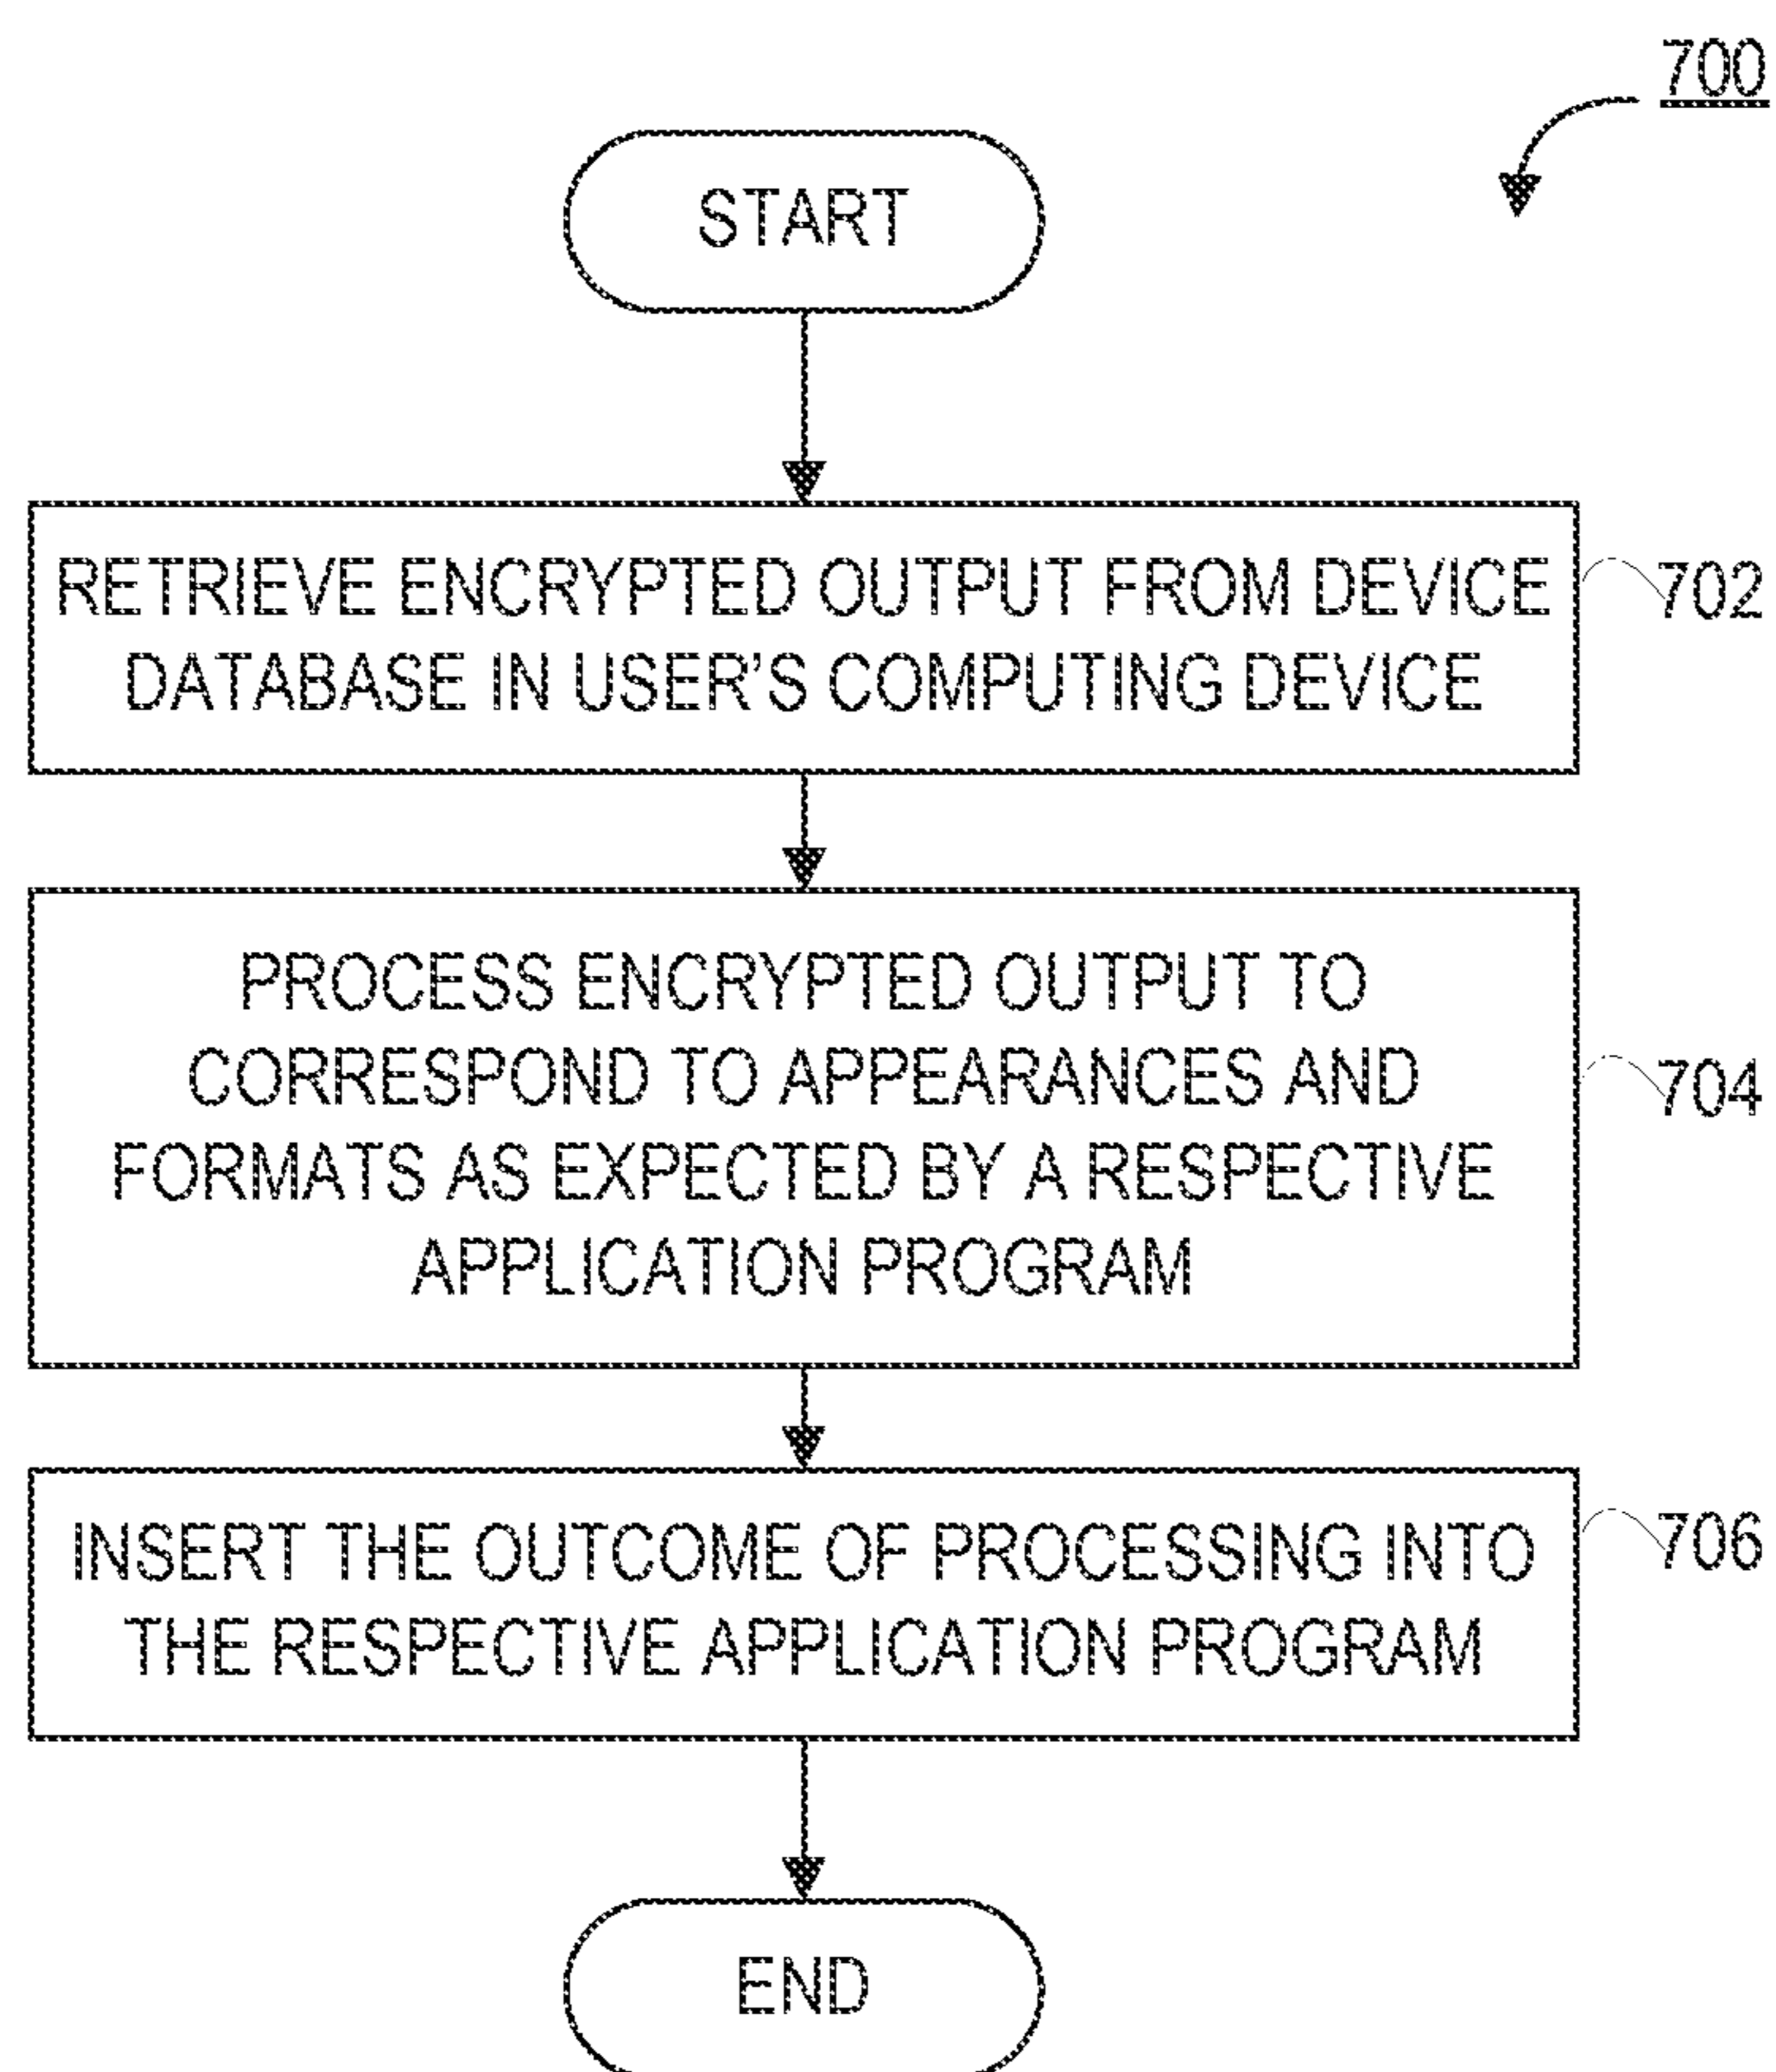 700
START
RETRIEVE ENCRYPTED OUTPUT FROM DEVICE
DATABASE IN USER'S COMPUTING DEVICE
702
PROCESS ENCRYPTED OUTPUT TO
CORRESPOND TO APPEARANCES AND
FORMATS AS EXPECTED BY A RESPECTIVE
APPLICATION PROGRAM
704
INSERT THE OUTCOME OF PROCESSING INTO
THE RESPECTIVE APPLICATION PROGRAM
706
END